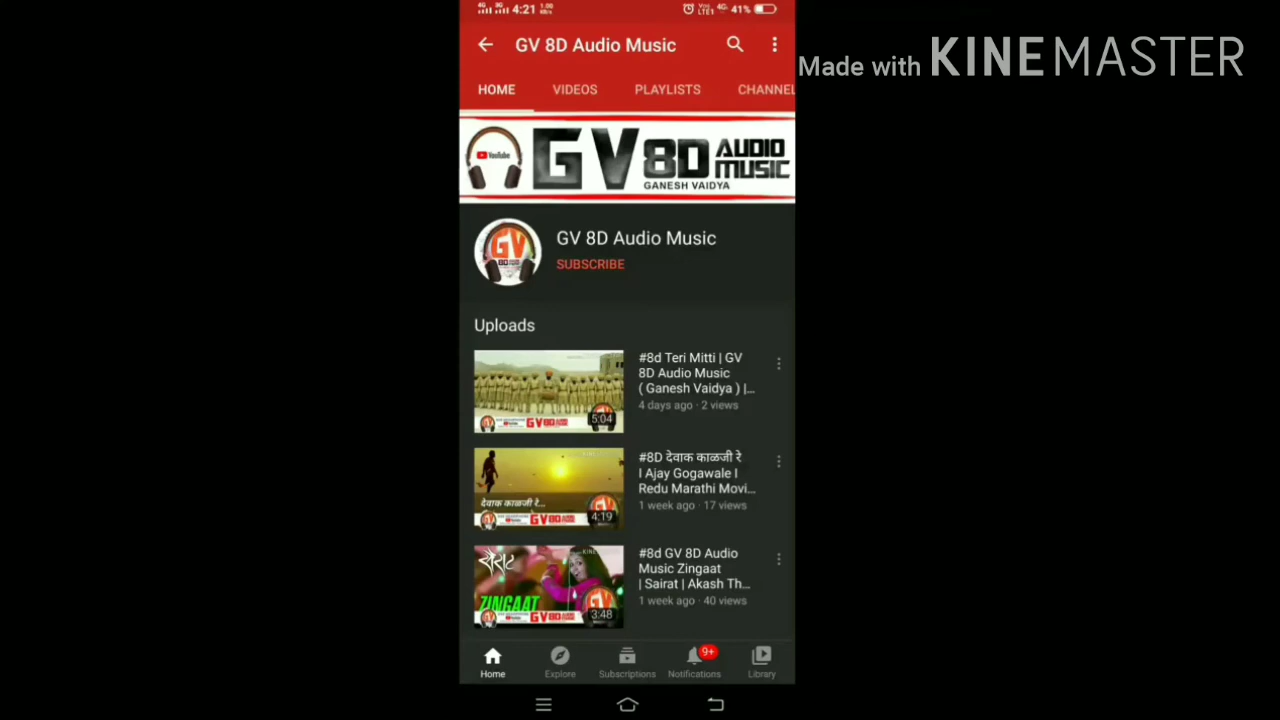 4:21
41%
Made with KINEMASTER
GV 8D Audio Music
HOME VIDEOS PLAYLISTS CHANNEL
YouTube
GV 8D AUDIO MUSIC
GANESH VAIDYA
GV
8D
GV 8D Audio Music
SUBSCRIBE
Uploads
#8d Teri Mitti | GV
8D Audio Music
( Ganesh Vaidya ) |...
4 days ago · 2 views
5:04
#8D देवाक काळजी रे
I Ajay Gogawale I
Redu Marathi Movi...
1 week ago · 17 views
देवाक काळजी रे...
4:19
#8d GV 8D Audio
Music Zingaat
| Sairat | Akash Th...
1 week ago · 40 views
सैराट
ZINGAAT
3:48
9+
Home Explore Subscriptions Notifications Library